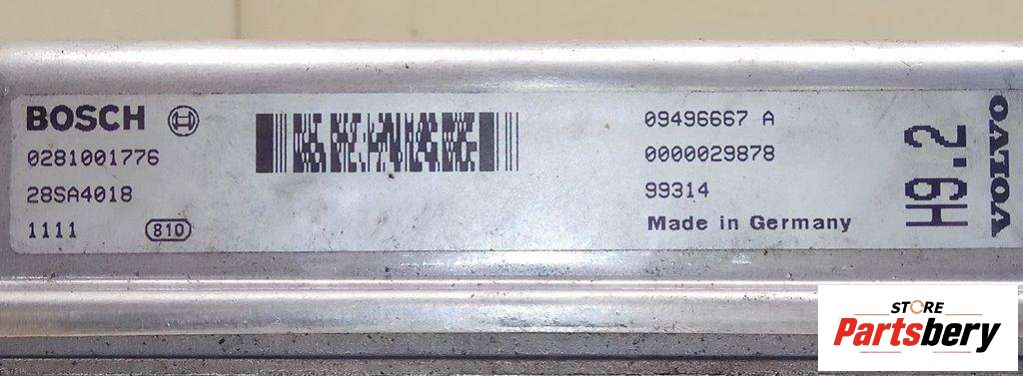 BOSCH
0281001776
28SA4018
1111 810
09496667 A
0000029878
99314
Made in Germany
H9.2
VOLVO
STORE
Partsbery